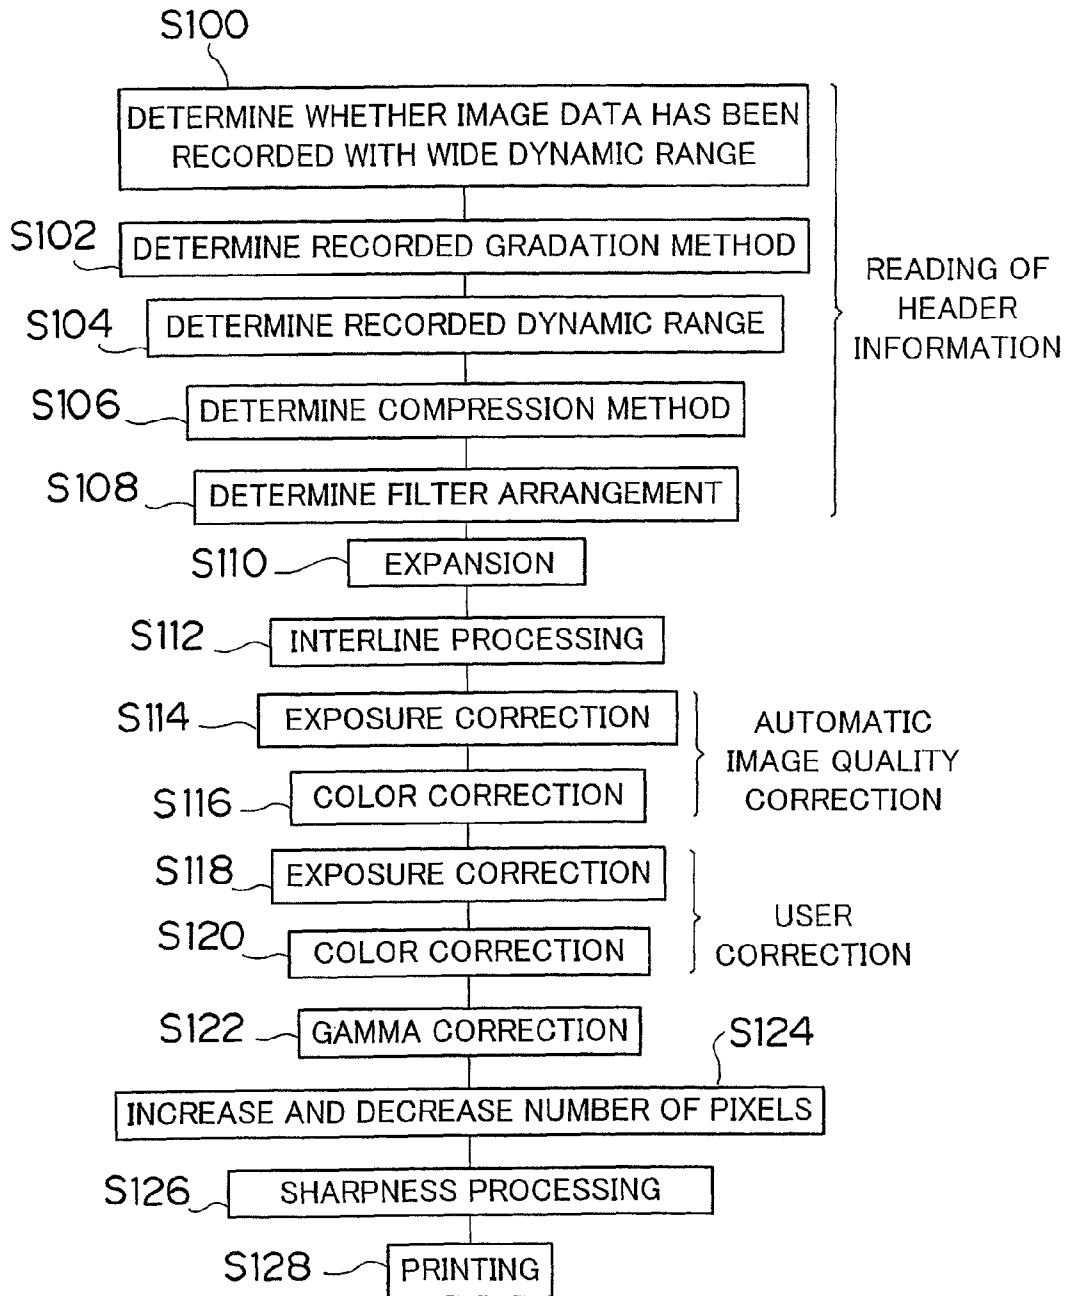 S100
DETERMINE WHETHER IMAGE DATA HAS BEEN
RECORDED WITH WIDE DYNAMIC RANGE
S102
DETERMINE RECORDED GRADATION METHOD
S104
DETERMINE RECORDED DYNAMIC RANGE
READING OF
HEADER
INFORMATION
S106
DETERMINE COMPRESSION METHOD
S108
DETERMINE FILTER ARRANGEMENT
S110
EXPANSION
S112
INTERLINE PROCESSING
S114
EXPOSURE CORRECTION
AUTOMATIC
IMAGE QUALITY
CORRECTION
S116
COLOR CORRECTION
S118
EXPOSURE CORRECTION
USER
CORRECTION
S120
COLOR CORRECTION
S122
GAMMA CORRECTION
S124
INCREASE AND DECREASE NUMBER OF PIXELS
S126
SHARPNESS PROCESSING
S128
PRINTING